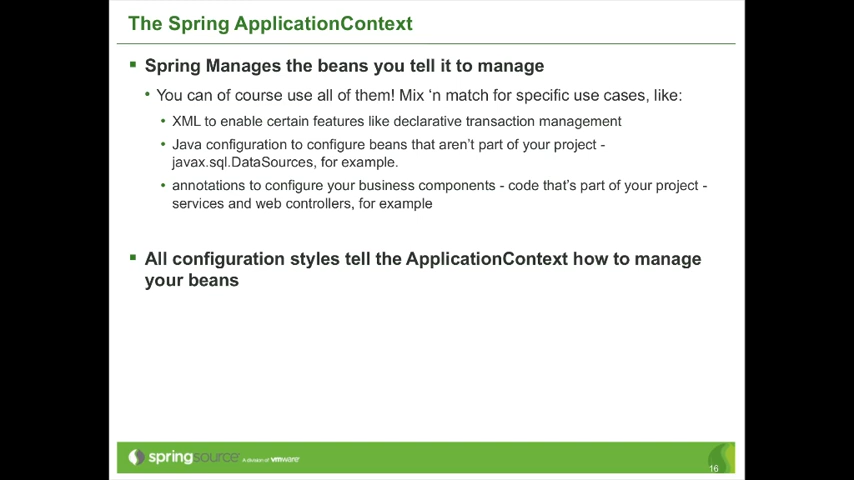 The Spring ApplicationContext
Spring Manages the beans you tell it to manage
You can of course use all of them! Mix ‘n match for specific use cases, like:
XML to enable certain features like declarative transaction management
Java configuration to configure beans that aren’t part of your project -
javax.sql.DataSources, for example.
annotations to configure your business components - code that’s part of your project -
services and web controllers, for example
All configuration styles tell the ApplicationContext how to manage
your beans
springsource A division of vmware
16